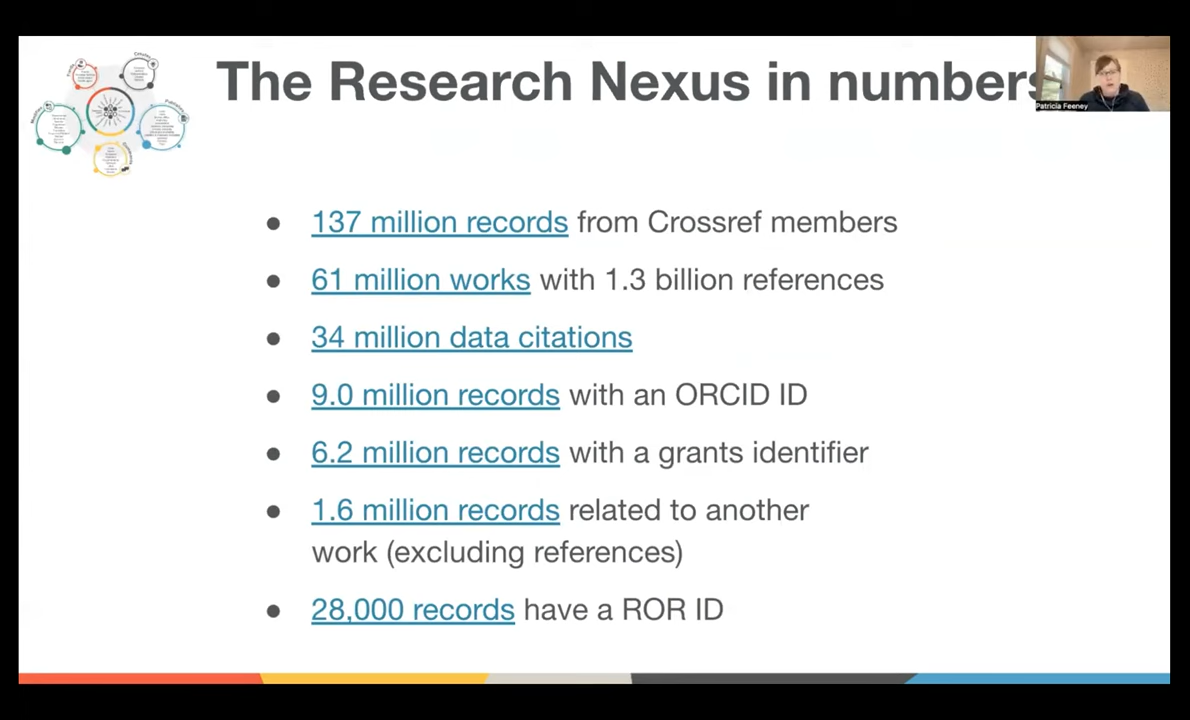 The Research Nexus in numbers
Patricia Feeney
● 137 million records from Crossref members
● 61 million works with 1.3 billion references
● 34 million data citations
● 9.0 million records with an ORCID ID
● 6.2 million records with a grants identifier
● 1.6 million records related to another
work (excluding references)
● 28,000 records have a ROR ID